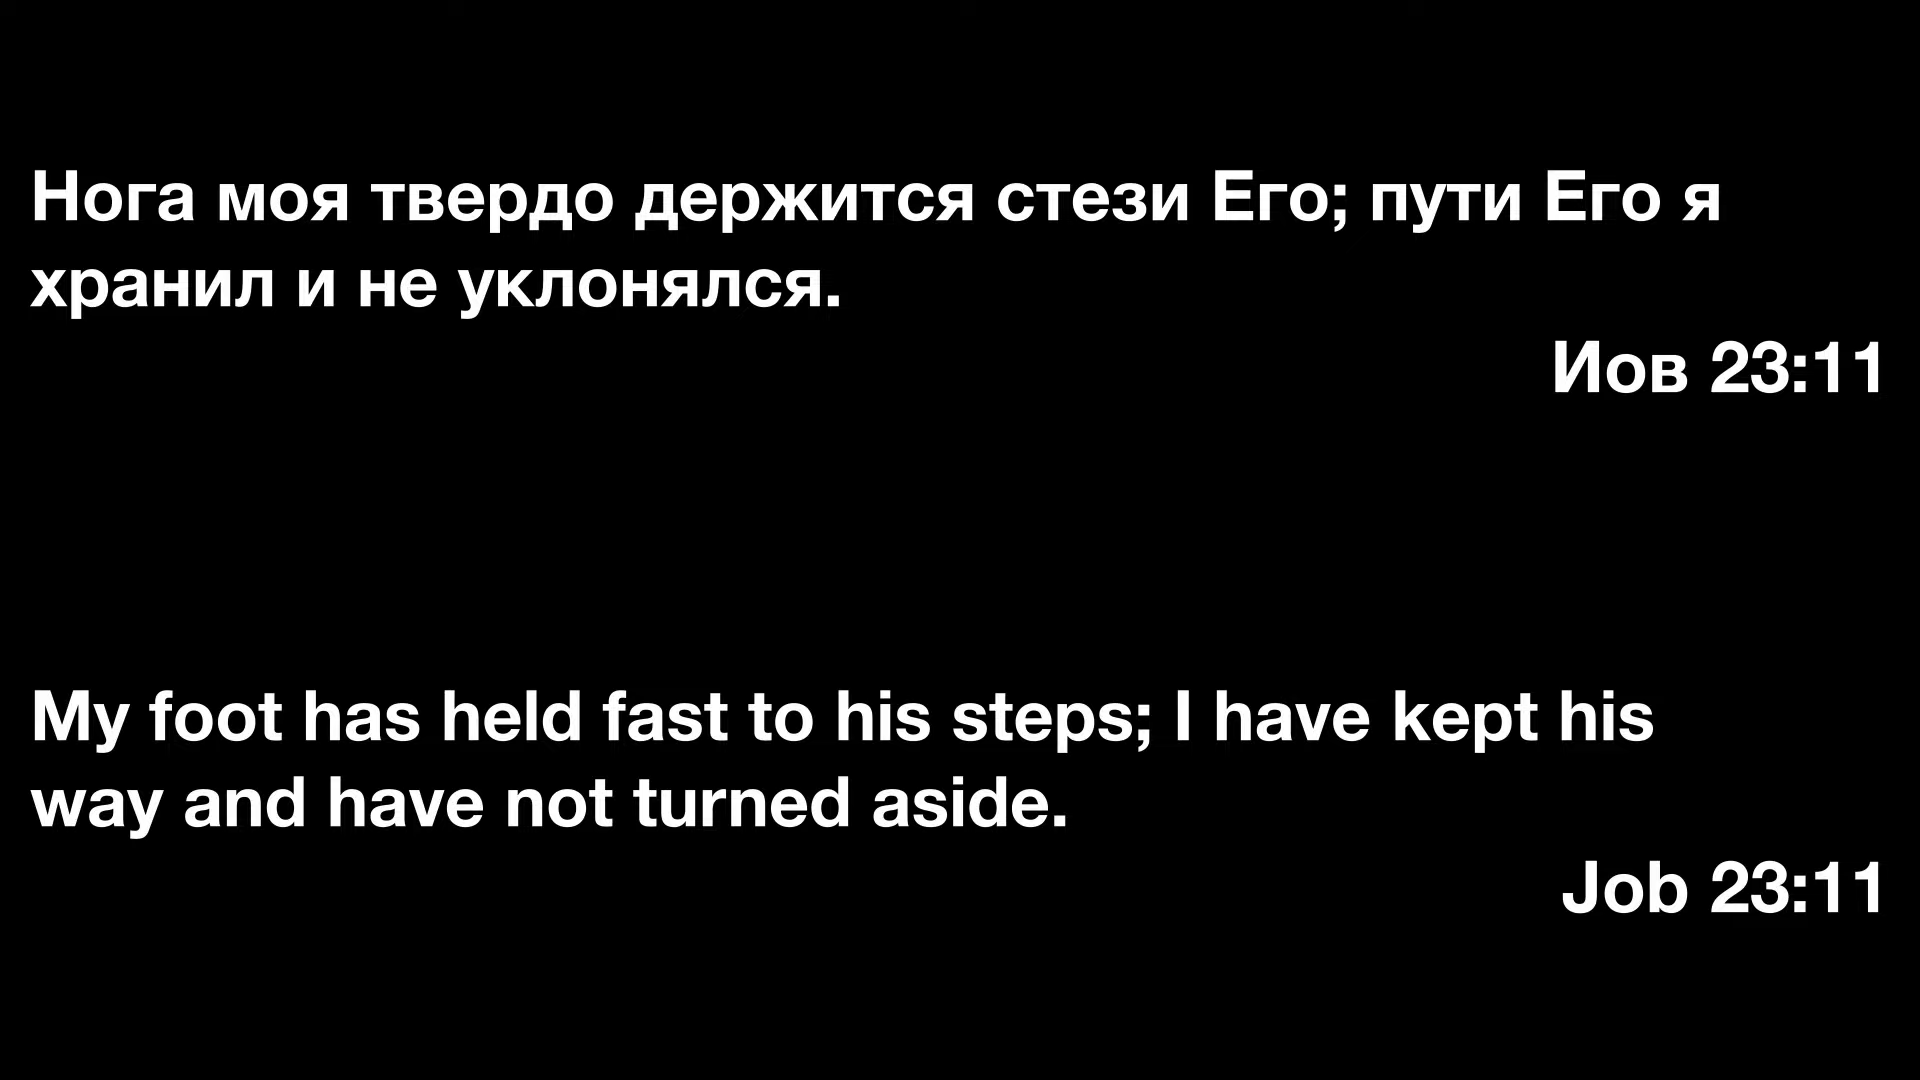 Нога моя твердо держится стези Его; пути Его я
хранил и не уклонялся.
Иов 23:11
My foot has held fast to his steps; I have kept his
way and have not turned aside.
Job 23:11